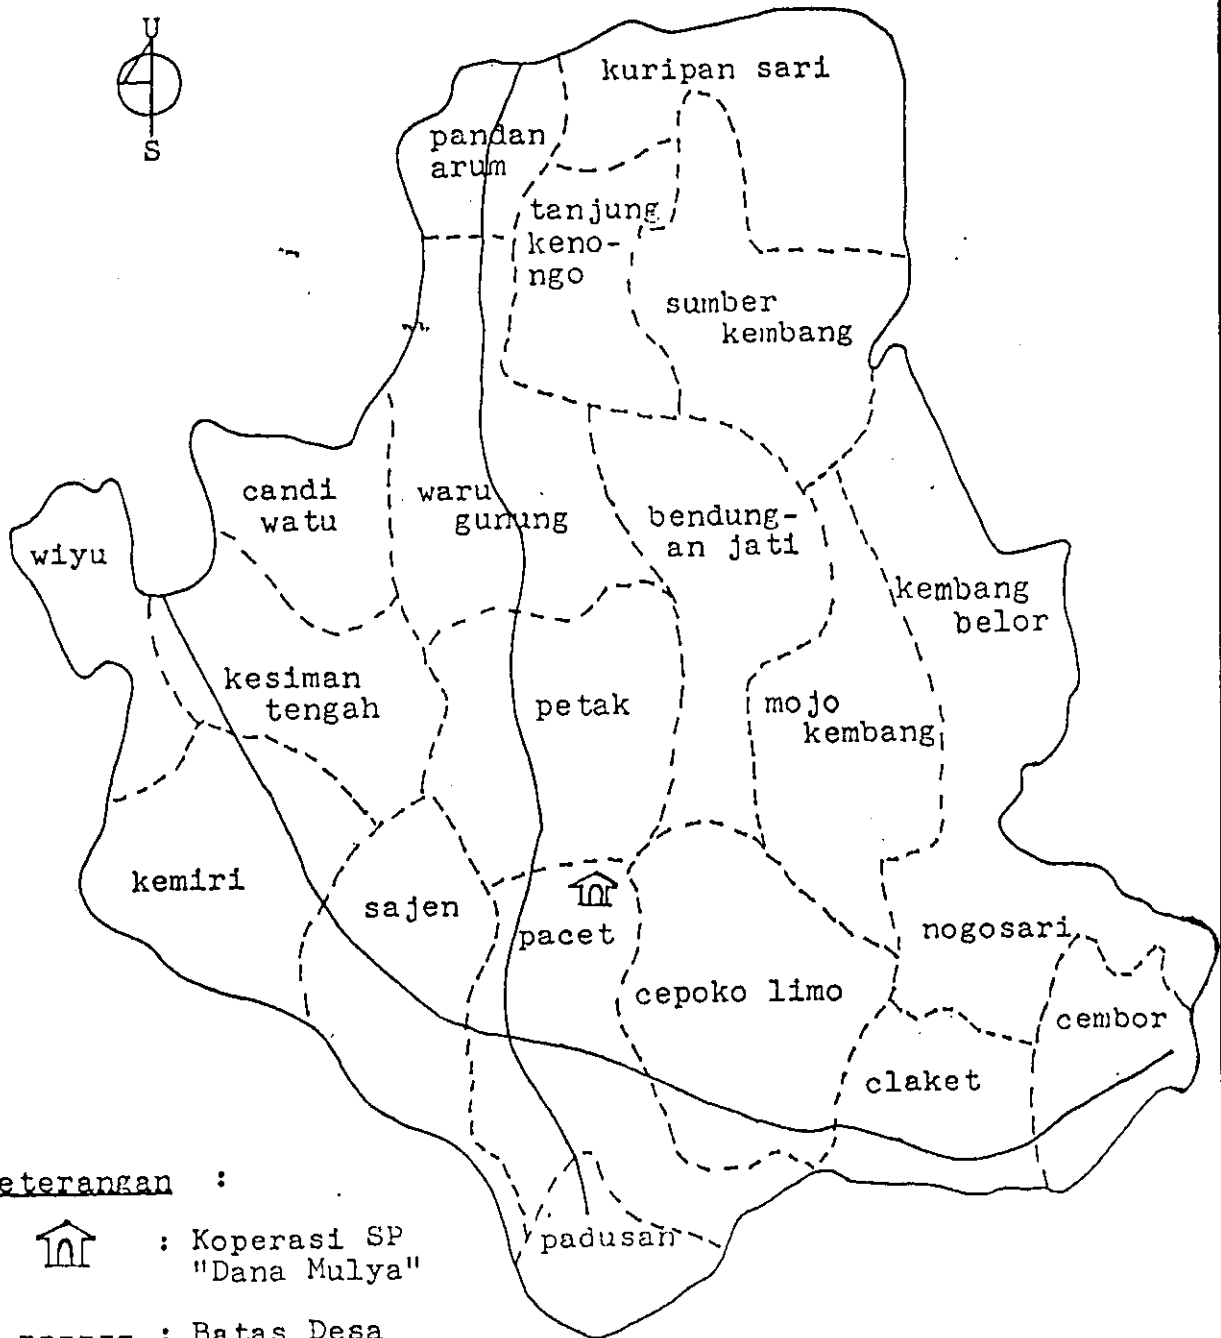 U
S
kuripan sari
pandan
arum
tanjung
keno-
ngo
sumber
kembang
candi
watu
waru
gunung
bendung-
an jati
wiyu
kembang
belor
kesiman
tengah
petak
mojo
kembang
kemiri
sajen
pacet
nogosari
cepoko limo
cembor
claket
padusan
eterangan :
: Koperasi SP
"Dana Mulya"
------ : Batas Desa